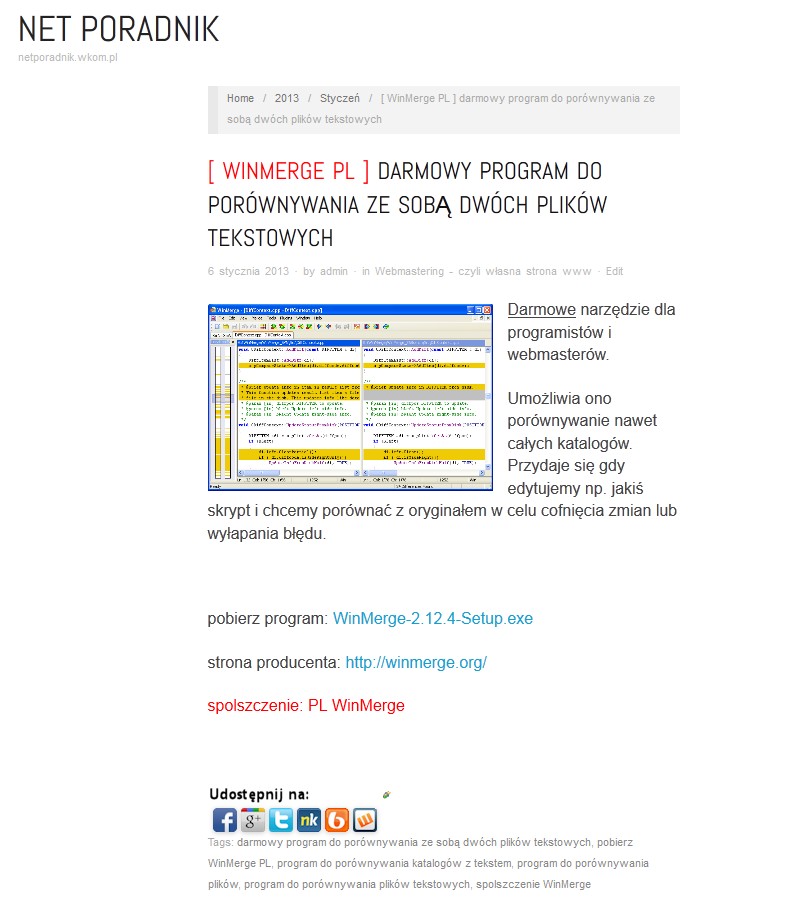 NET PORADNIK
netporadnik.wkom.pl
Home / 2013 / Styczeń / [ WinMerge PL ] darmowy program do porównywania ze
sobą dwóch plików tekstowych
[ WINMERGE PL ] DARMOWY PROGRAM DO
PORÓWNYWANIA ZE SOBĄ DWÓCH PLIKÓW
TEKSTOWYCH
6 stycznia 2013 · by admin · in Webmastering - czyli własna strona www · Edit
Darmowe narzędzie dla
programistów i
webmasterów.
Umożliwia ono
porównywanie nawet
całych katalogów.
Przydaje się gdy
edytujemy np. jakiś
skrypt i chcemy porównać z oryginałem w celu cofnięcia zmian lub
wyłapania błędu.
pobierz program: WinMerge-2.12.4-Setup.exe
strona producenta: http://winmerge.org/
spolszczenie: PL WinMerge
Udostępnij na:
f g+ t nk b w
Tags: darmowy program do porównywania ze sobą dwóch plików tekstowych, pobierz
WinMerge PL, program do porównywania katalogów z tekstem, program do porównywania
plików, program do porównywania plików tekstowych, spolszczenie WinMerge